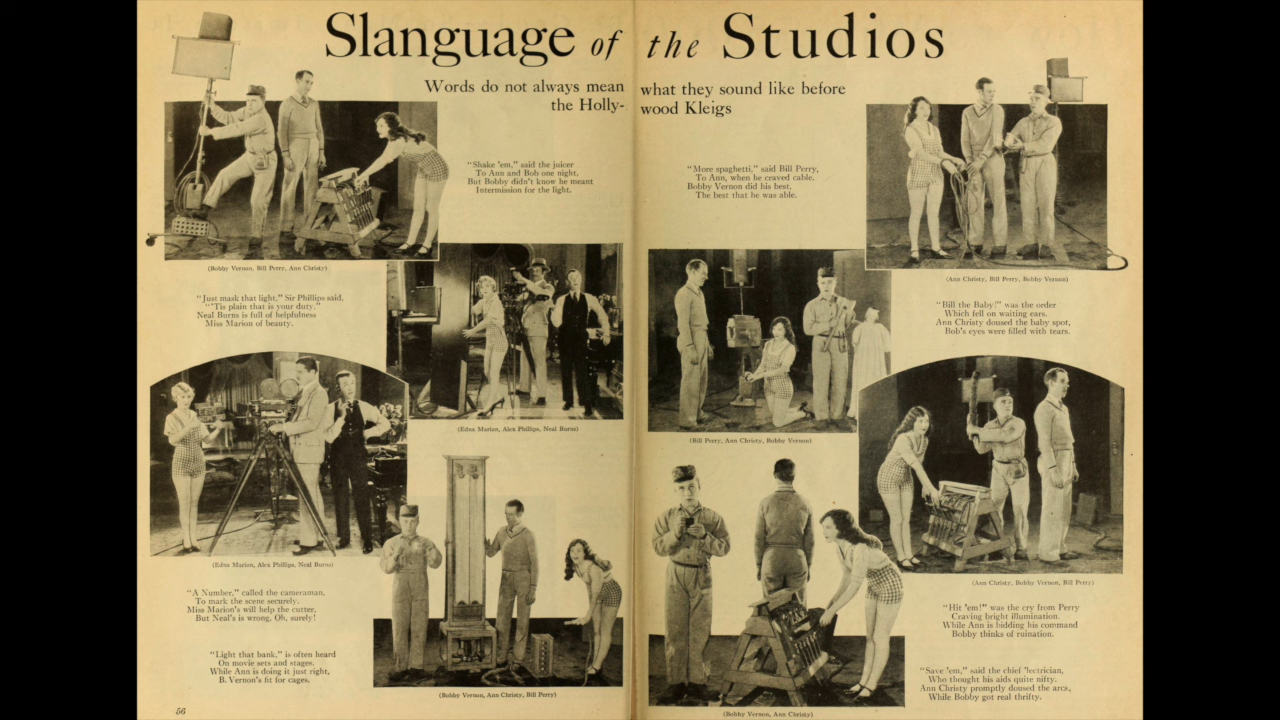 Slanguage of the Studios
Words do not always mean what they sound like before
the Holly- wood Kleigs
"Shake 'em," said the juicer
To Ann and Bob one night,
But Bobby didn't know he meant
Intermission for the light.
(Bobby Vernon, Bill Perry, Ann Christy)
"Just mask that light," Sir Phillips said,
"'Tis plain that is your duty."
Neal Burns is full of helpfulness
Miss Marion of beauty.
(Edna Marion, Alex Phillips, Neal Burns)
(Edna Marion, Alex Phillips, Neal Burns)
"A Number," called the cameraman,
To mark the scene securely.
Miss Marion's will help the cutter,
But Neal's is wrong. Oh, surely!
"Light that bank," is often heard
On movie sets and stages.
While Ann is doing it just right,
B. Vernon's fit for cages.
(Bobby Vernon, Ann Christy, Bill Perry)
56
"More spaghetti," said Bill Perry,
To Ann, when he craved cable.
Bobby Vernon did his best,
The best that he was able.
(Ann Christy, Bill Perry, Bobby Vernon)
"Bill the Baby!" was the order
Which fell on waiting ears.
Ann Christy doused the baby spot,
Bob's eyes were filled with tears.
(Bill Perry, Ann Christy, Bobby Vernon)
(Ann Christy, Bobby Vernon, Bill Perry)
"Hit 'em!" was the cry from Perry
Craving bright illumination.
While Ann is bidding his command
Bobby thinks of ruination.
"Save 'em," said the chief 'lectrician,
Who thought his aids quite nifty.
Ann Christy promptly doused the arcs,
While Bobby got real thrifty.
(Bobby Vernon, Ann Christy)